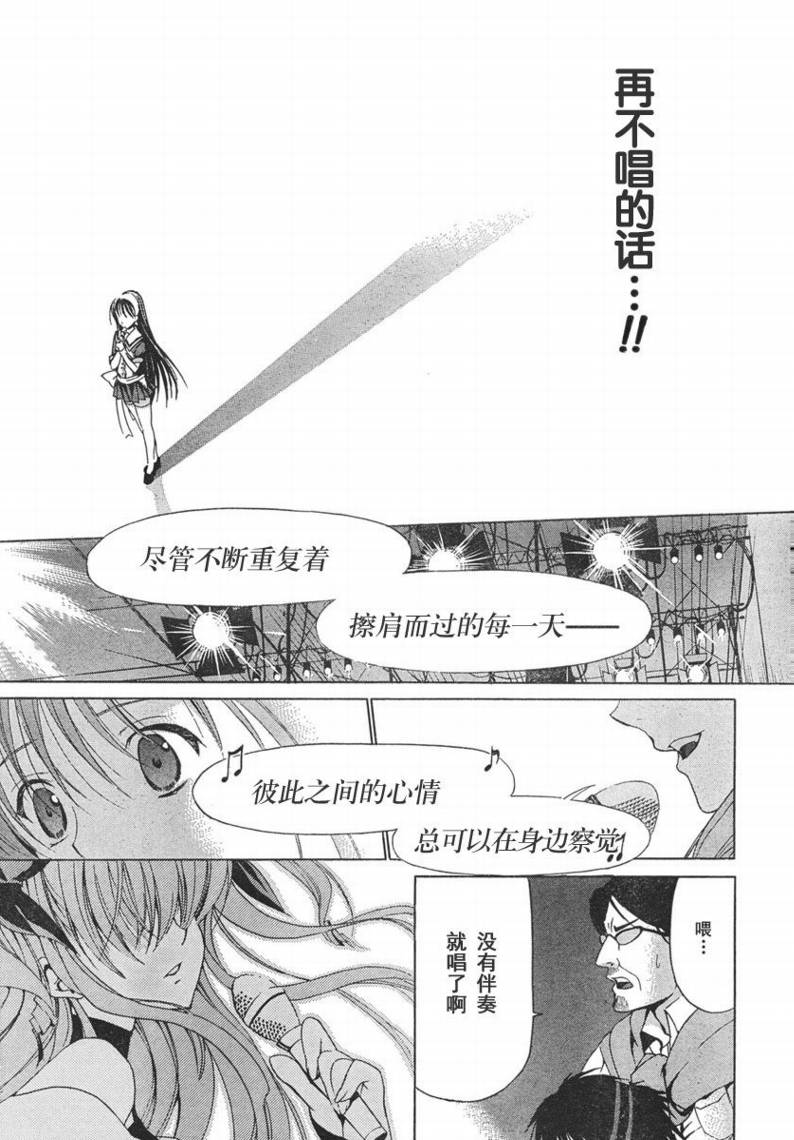 再不唱的话…!!
尽管不断重复着
擦肩而过的每一天——
彼此之间的心情
总可以在身边察觉
喂…
没有伴奏
就唱了啊